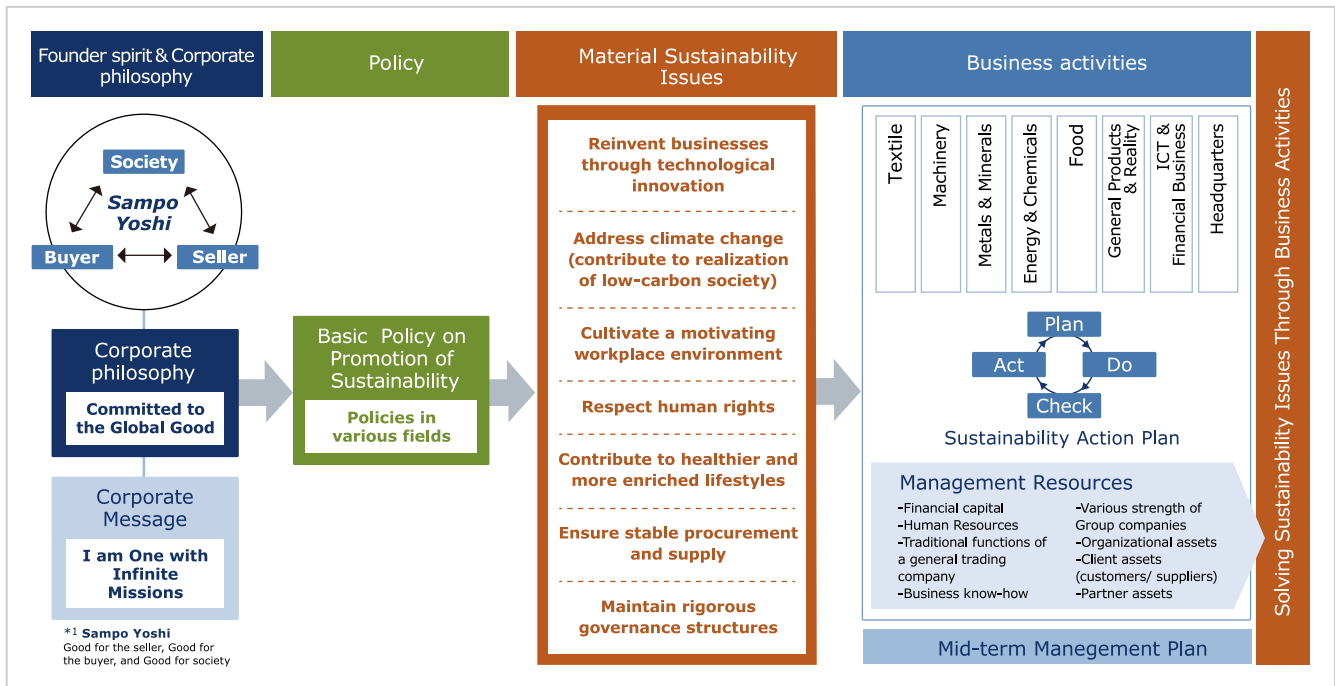 Founder spirit & Corporate
philosophy
Policy
Material Sustainability
Issues
Business activities
Society
Sampo
Yoshi
Buyer
Seller
Corporate
philosophy
Committed to
the Global Good
Corporate
Message
I am One with
Infinite
Missions
*1 Sampo Yoshi
Good for the seller, Good for
the buyer, and Good for society
Basic Policy on
Promotion of
Sustainability
Policies in
various fields
Reinvent businesses
through technological
innovation
Address climate change
(contribute to realization
of low-carbon society)
Cultivate a motivating
workplace environment
Respect human rights
Contribute to healthier and
more enriched lifestyles
Ensure stable procurement
and supply
Maintain rigorous
governance structures
Textile
Machinery
Metals & Minerals
Energy & Chemicals
Food
General Products
& Reality
ICT &
Financial Business
Headquarters
Plan
Act
Do
Check
Sustainability Action Plan
Management Resources
-Financial capital
-Human Resources
-Traditional functions of
a general trading
company
-Business know-how
-Various strength of
Group companies
-Organizational assets
-Client assets
(customers/ suppliers)
-Partner assets
Mid-term Manegement Plan
Solving Sustainability Issues Through Business Activities